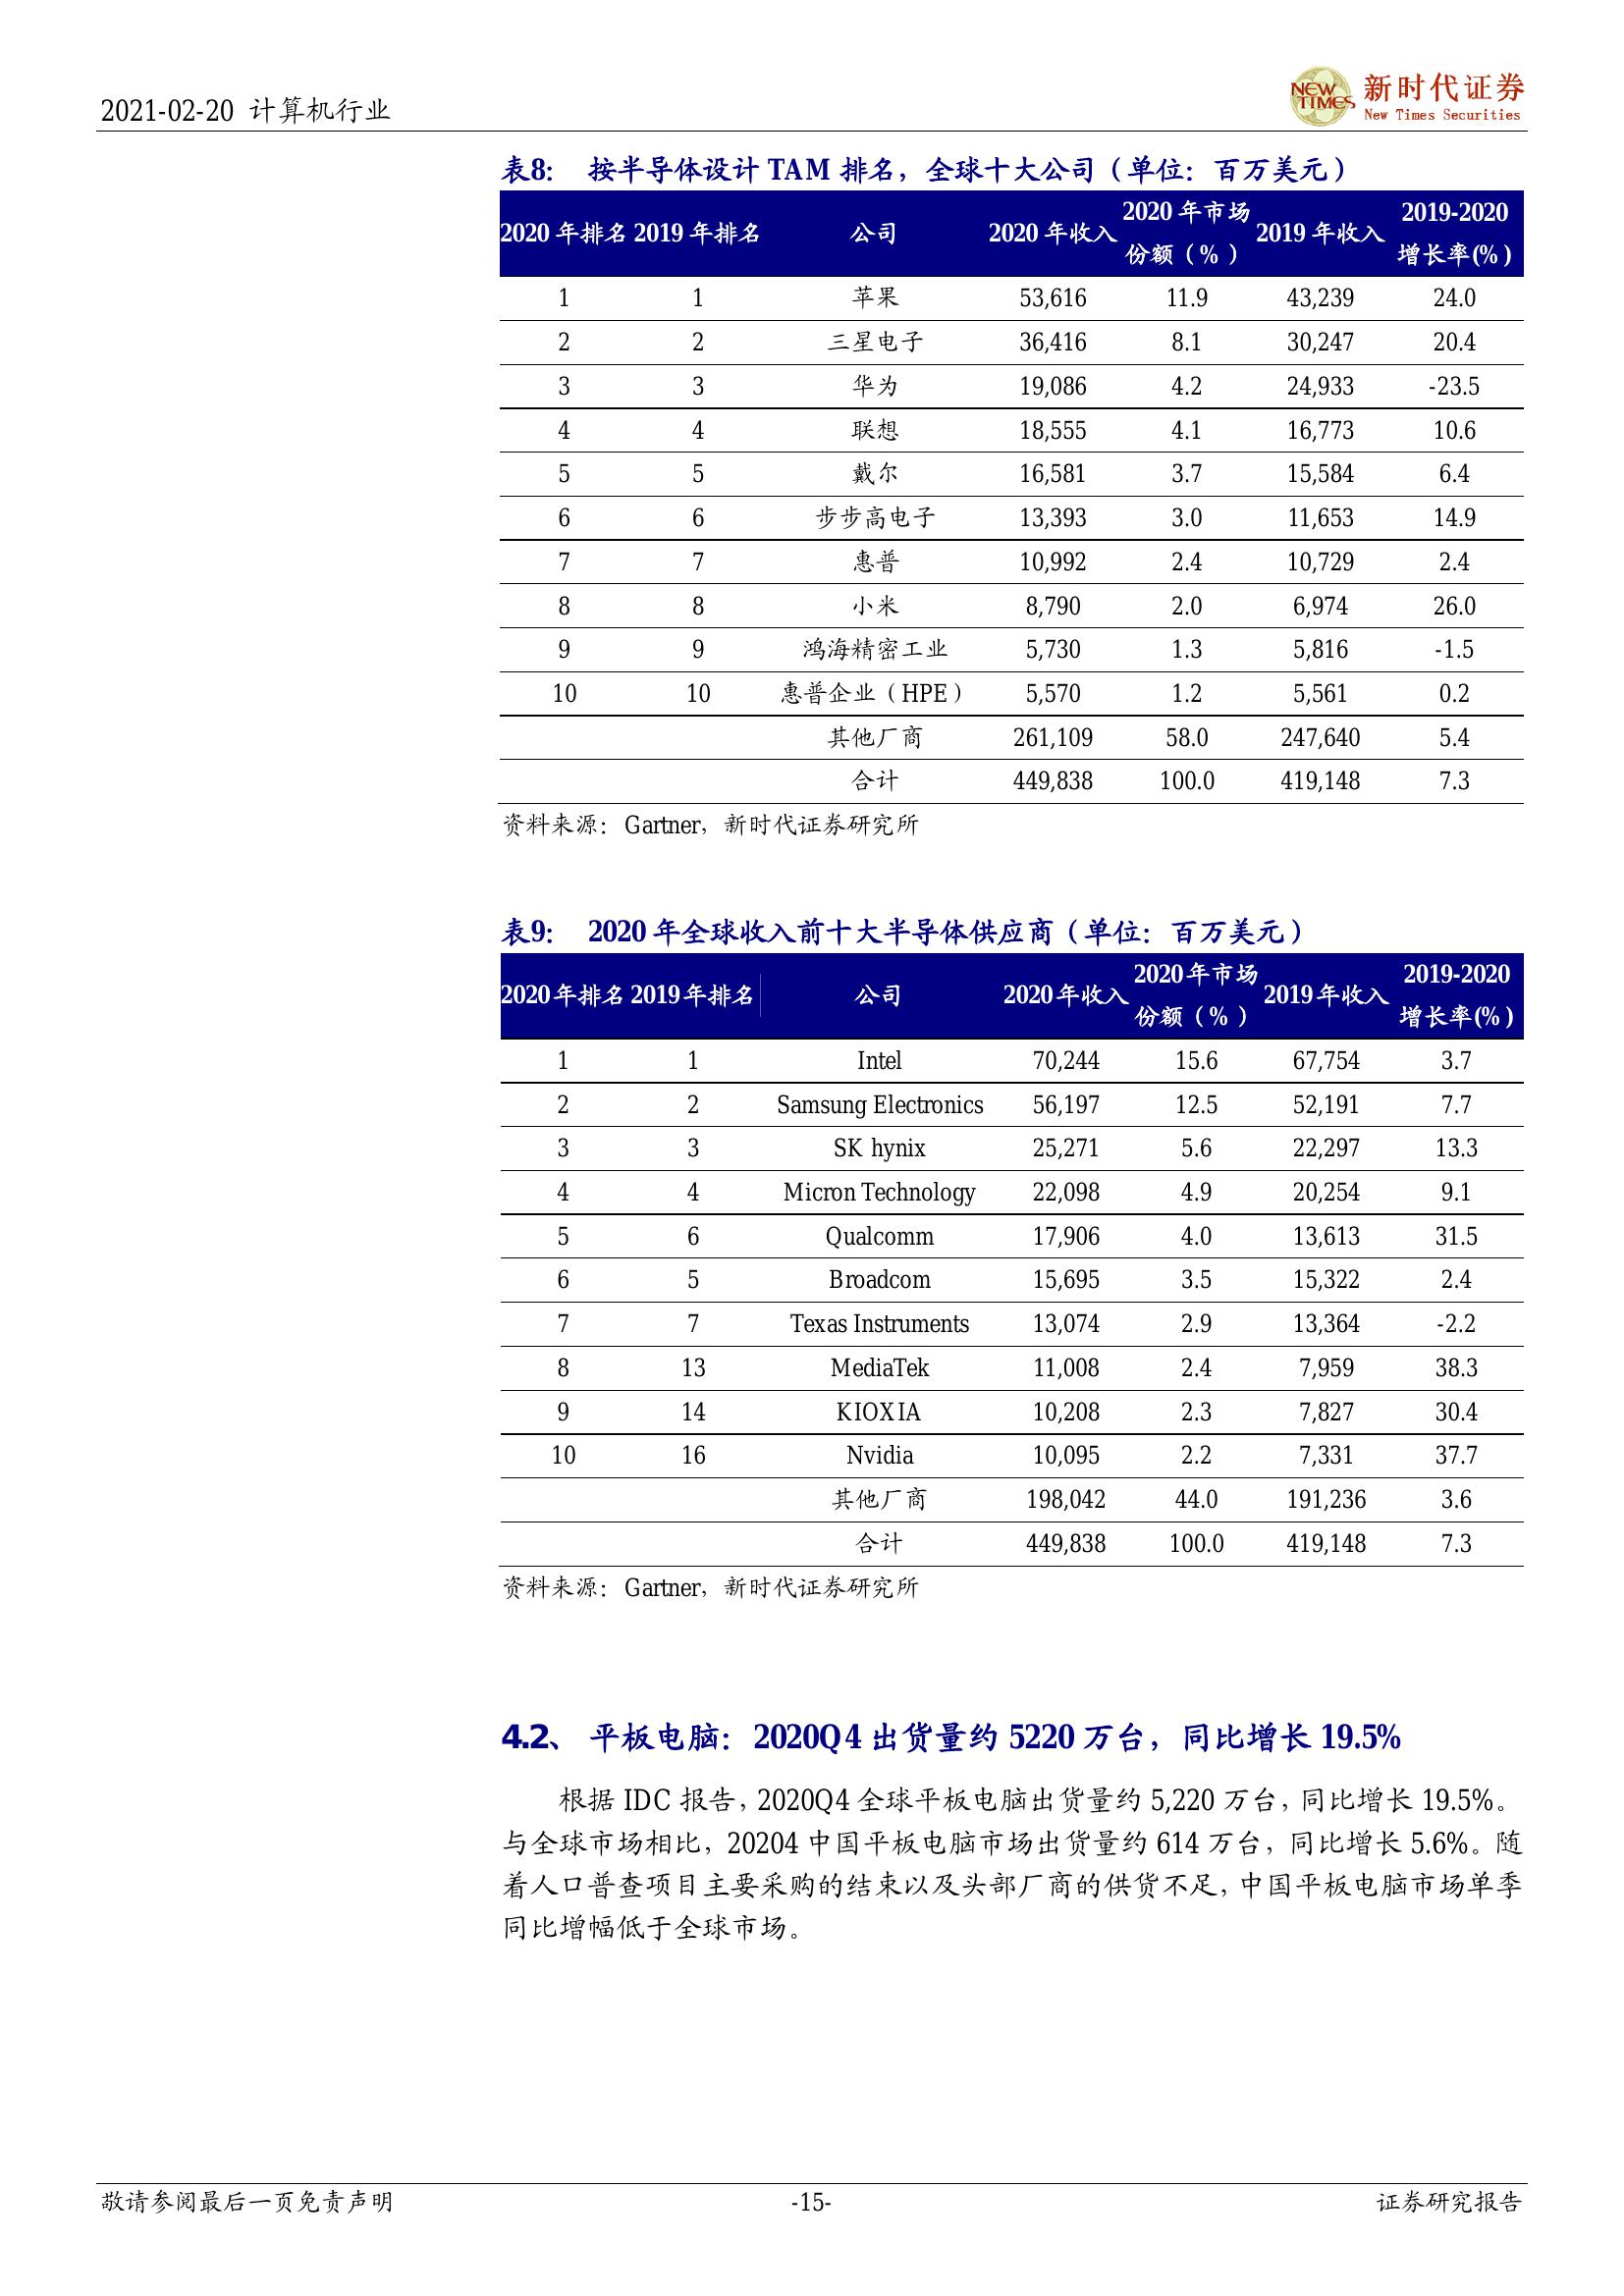 2021-02-20 计算机行业
NEW TIMES 新时代证券
New Times Securities
表8： 按半导体设计 TAM 排名，全球十大公司（单位：百万美元）
2020 年排名 2019 年排名 公司 2020 年收入 2020 年市场份额（%） 2019 年收入 2019-2020 增长率(%)
1 1 苹果 53,616 11.9 43,239 24.0
2 2 三星电子 36,416 8.1 30,247 20.4
3 3 华为 19,086 4.2 24,933 -23.5
4 4 联想 18,555 4.1 16,773 10.6
5 5 戴尔 16,581 3.7 15,584 6.4
6 6 步步高电子 13,393 3.0 11,653 14.9
7 7 惠普 10,992 2.4 10,729 2.4
8 8 小米 8,790 2.0 6,974 26.0
9 9 鸿海精密工业 5,730 1.3 5,816 -1.5
10 10 惠普企业（HPE） 5,570 1.2 5,561 0.2
其他厂商 261,109 58.0 247,640 5.4
合计 449,838 100.0 419,148 7.3
资料来源：Gartner，新时代证券研究所
表9： 2020 年全球收入前十大半导体供应商（单位：百万美元）
2020年排名 2019年排名 公司 2020年收入 2020年市场份额（%） 2019年收入 2019-2020 增长率(%)
1 1 Intel 70,244 15.6 67,754 3.7
2 2 Samsung Electronics 56,197 12.5 52,191 7.7
3 3 SK hynix 25,271 5.6 22,297 13.3
4 4 Micron Technology 22,098 4.9 20,254 9.1
5 6 Qualcomm 17,906 4.0 13,613 31.5
6 5 Broadcom 15,695 3.5 15,322 2.4
7 7 Texas Instruments 13,074 2.9 13,364 -2.2
8 13 MediaTek 11,008 2.4 7,959 38.3
9 14 KIOXIA 10,208 2.3 7,827 30.4
10 16 Nvidia 10,095 2.2 7,331 37.7
其他厂商 198,042 44.0 191,236 3.6
合计 449,838 100.0 419,148 7.3
资料来源：Gartner，新时代证券研究所
4.2、 平板电脑：2020Q4 出货量约 5220 万台，同比增长 19.5%
根据 IDC 报告，2020Q4 全球平板电脑出货量约 5,220 万台，同比增长 19.5%。
与全球市场相比，20204 中国平板电脑市场出货量约 614 万台，同比增长 5.6%。随
着人口普查项目主要采购的结束以及头部厂商的供货不足，中国平板电脑市场单季
同比增幅低于全球市场。
敬请参阅最后一页免责声明 -15- 证券研究报告